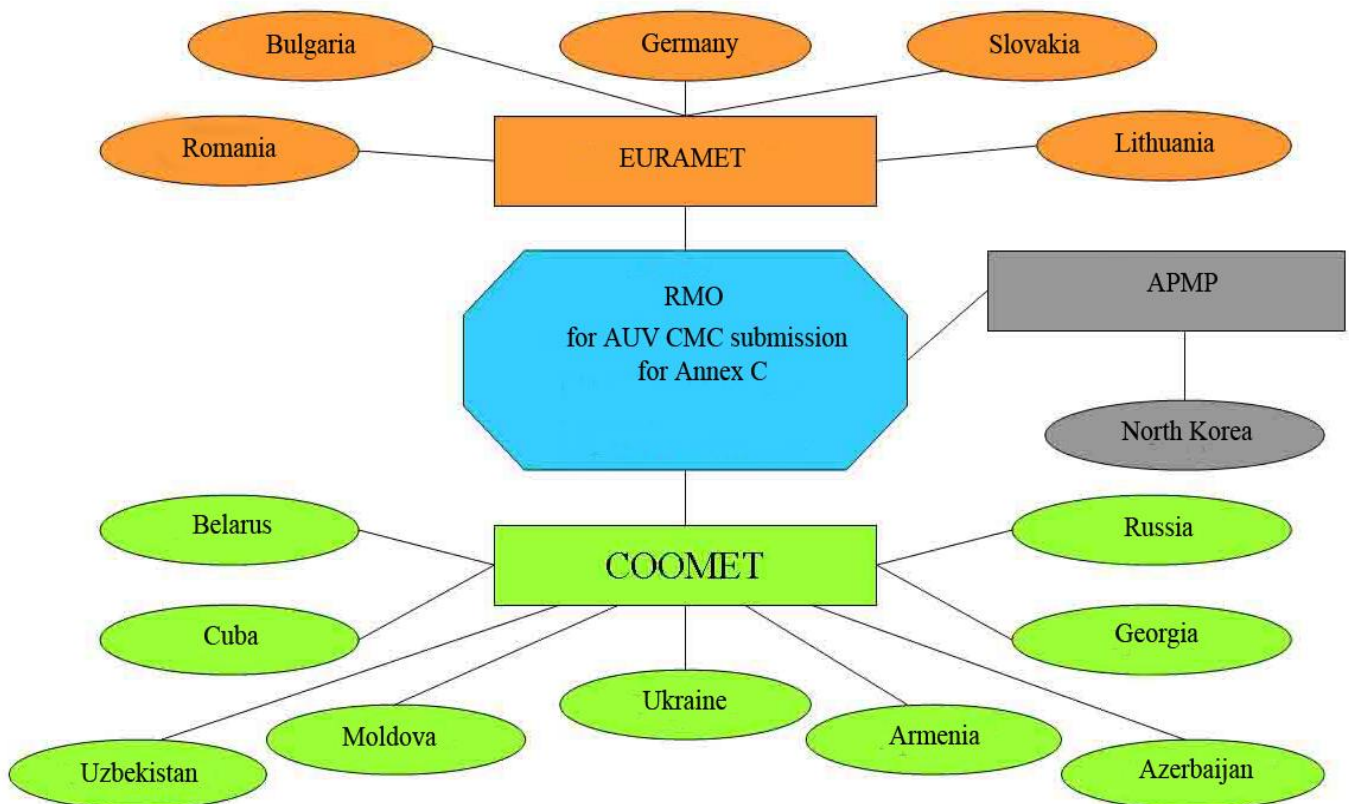 Bulgaria
Germany
Slovakia
Romania
EURAMET
Lithuania
RMO
for AUV CMC submission
for Annex C
APMP
North Korea
Belarus
COOMET
Russia
Cuba
Georgia
Ukraine
Moldova
Armenia
Uzbekistan
Azerbaijan